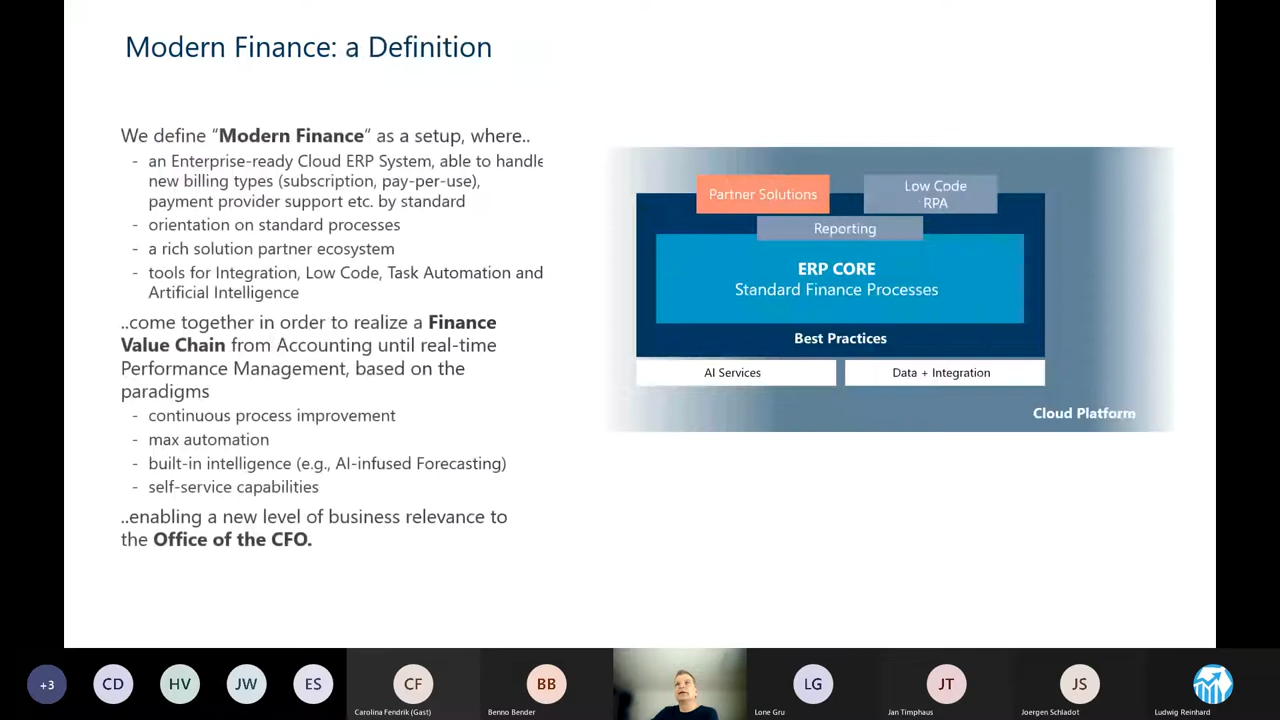 Modern Finance: a Definition
We define “Modern Finance“ as a setup, where..
- an Enterprise-ready Cloud ERP System, able to handle
new billing types (subscription, pay-per-use),
payment provider support etc. by standard
- orientation on standard processes
- a rich solution partner ecosystem
- tools for Integration, Low Code, Task Automation and
Artificial Intelligence
..come together in order to realize a Finance
Value Chain from Accounting until real-time
Performance Management, based on the
paradigms
- continuous process improvement
- max automation
- built-in intelligence (e.g., AI-infused Forecasting)
- self-service capabilities
..enabling a new level of business relevance to
the Office of the CFO.
Partner Solutions
Low Code
RPA
Reporting
ERP CORE
Standard Finance Processes
Best Practices
AI Services
Data + Integration
Cloud Platform
+3
CD
HV
JW
ES
CF
Carolina Fendrik (Gast)
BB
Benno Bender
LG
Lone Gru
JT
Jan Timphaus
JS
Joergen Schladot
Ludwig Reinhard